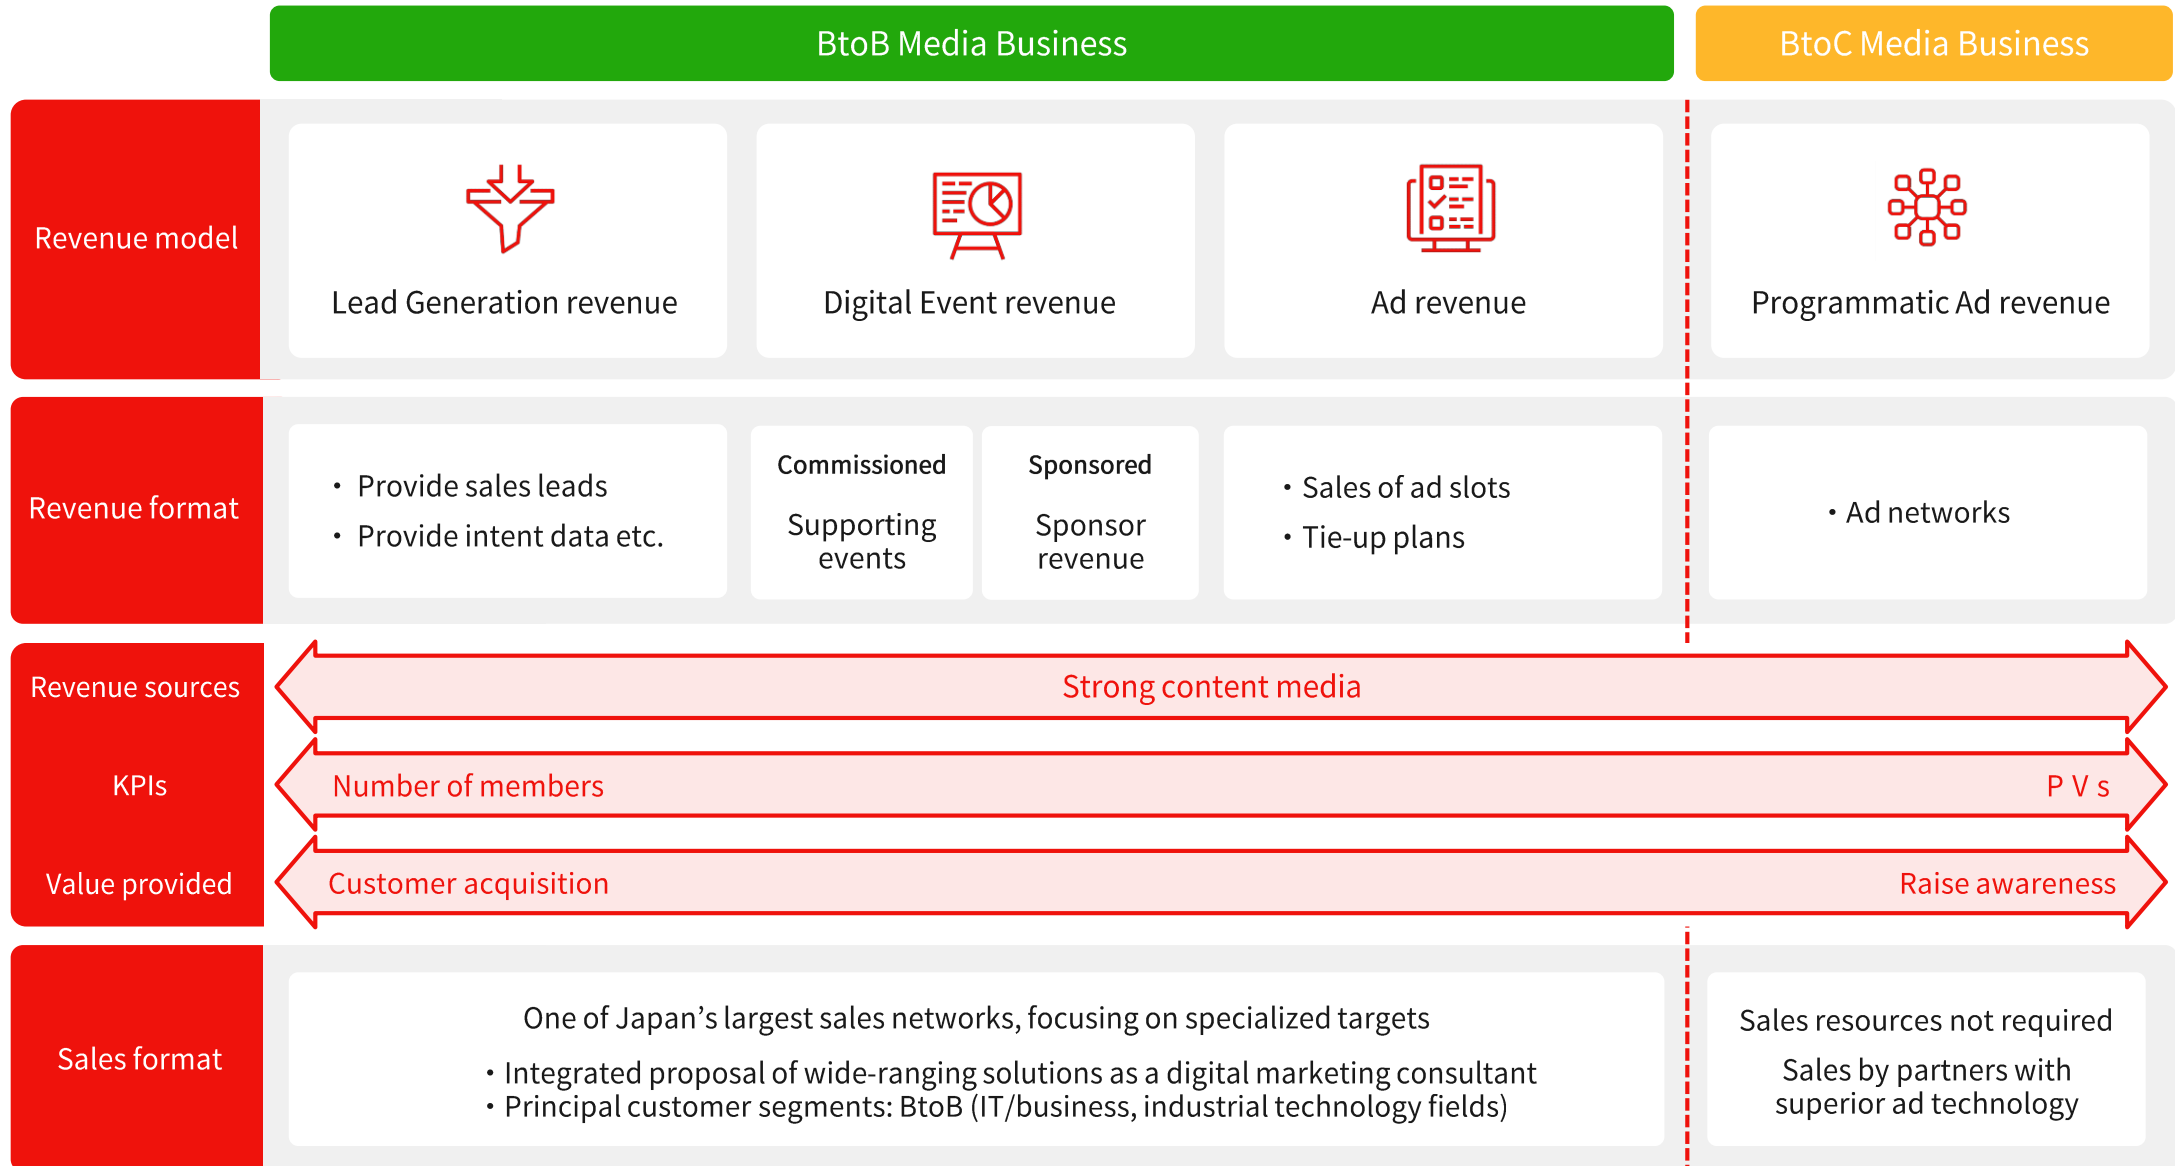 BtoB Media Business
BtoC Media Business
Revenue model
Lead Generation revenue
Digital Event revenue
Ad revenue
Programmatic Ad revenue
Revenue format
・ Provide sales leads
・ Provide intent data etc.
Commissioned
Supporting
events
Sponsored
Sponsor
revenue
・Sales of ad slots
・Tie-up plans
・Ad networks
Revenue sources
Strong content media
KPIs
Number of members
P V s
Value provided
Customer acquisition
Raise awareness
Sales format
One of Japan’s largest sales networks, focusing on specialized targets
・Integrated proposal of wide-ranging solutions as a digital marketing consultant
・Principal customer segments: BtoB (IT/business, industrial technology fields)
Sales resources not required
Sales by partners with
superior ad technology